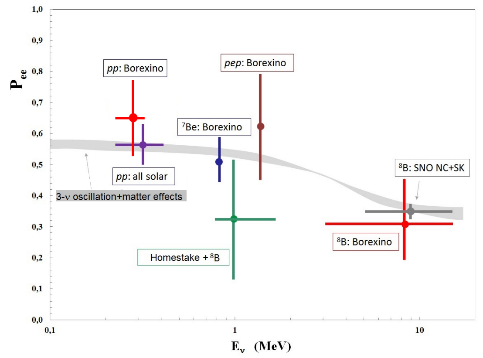 1,0
0,9
0,8
0,7
0,6
0,5
0,4
0,3
0,2
0,1
0,0
Pee
pp: Borexino
pep: Borexino
7Be: Borexino
pp: all solar
3-ν oscillation+matter effects
8B: SNO NC+SK
8B: Borexino
Homestake + 8B
0,1
1
10
Eν (MeV)